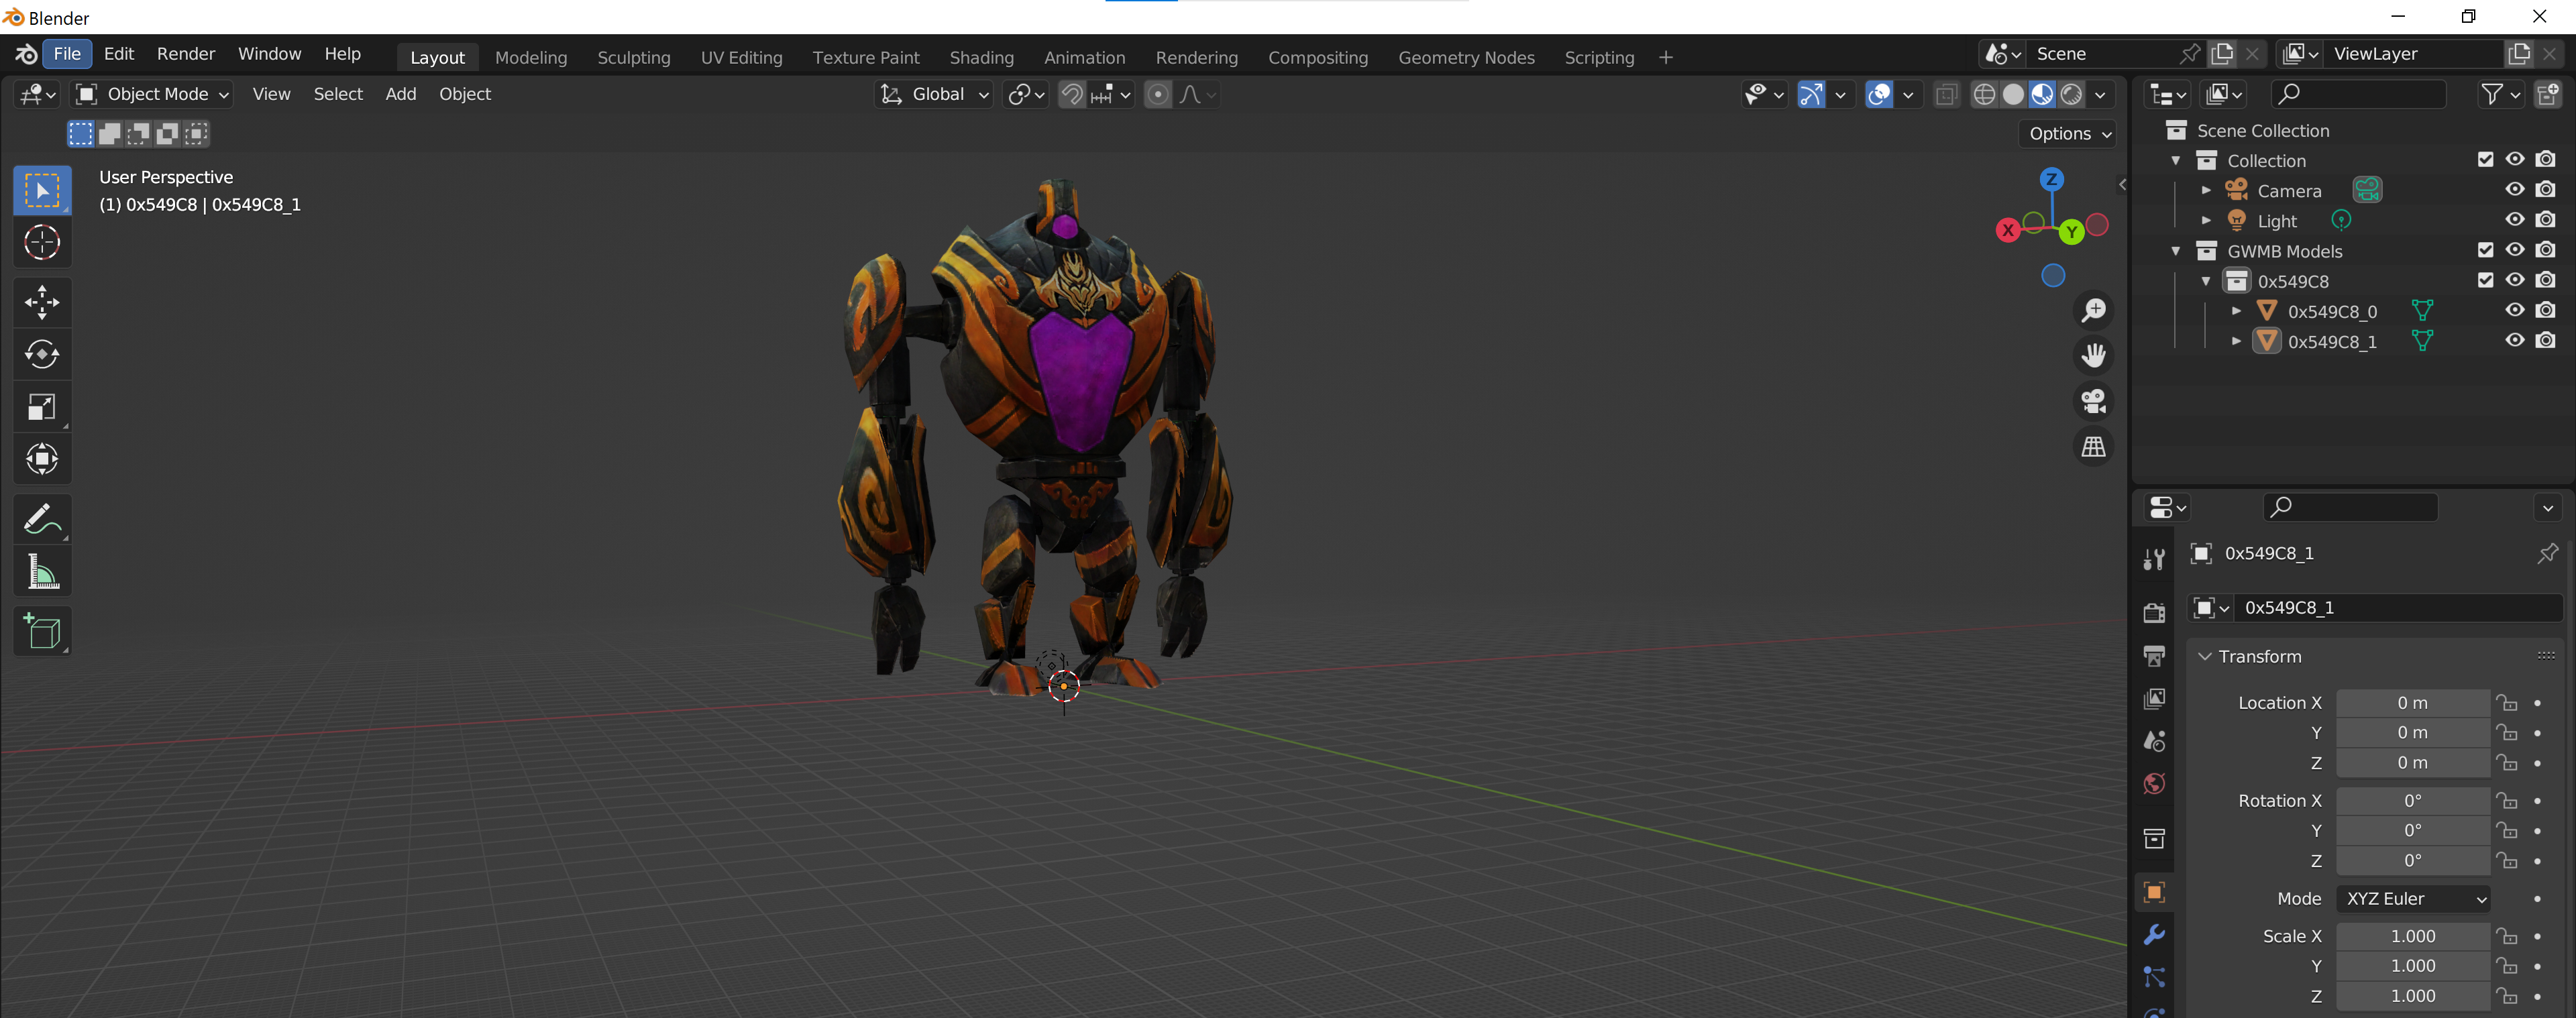 Blender
File Edit Render Window Help Layout Modeling Sculpting UV Editing Texture Paint Shading Animation Rendering Compositing Geometry Nodes Scripting + Scene ViewLayer
Object Mode View Select Add Object Global
Options
User Perspective
(1) 0x549C8 | 0x549C8_1
Z
X
Y
Scene Collection
Collection
Camera
Light
GWMB Models
0x549C8
0x549C8_0
0x549C8_1
0x549C8_1
0x549C8_1
Transform
Location X 0 m
Y 0 m
Z 0 m
Rotation X 0°
Y 0°
Z 0°
Mode XYZ Euler
Scale X 1.000
Y 1.000
Z 1.000